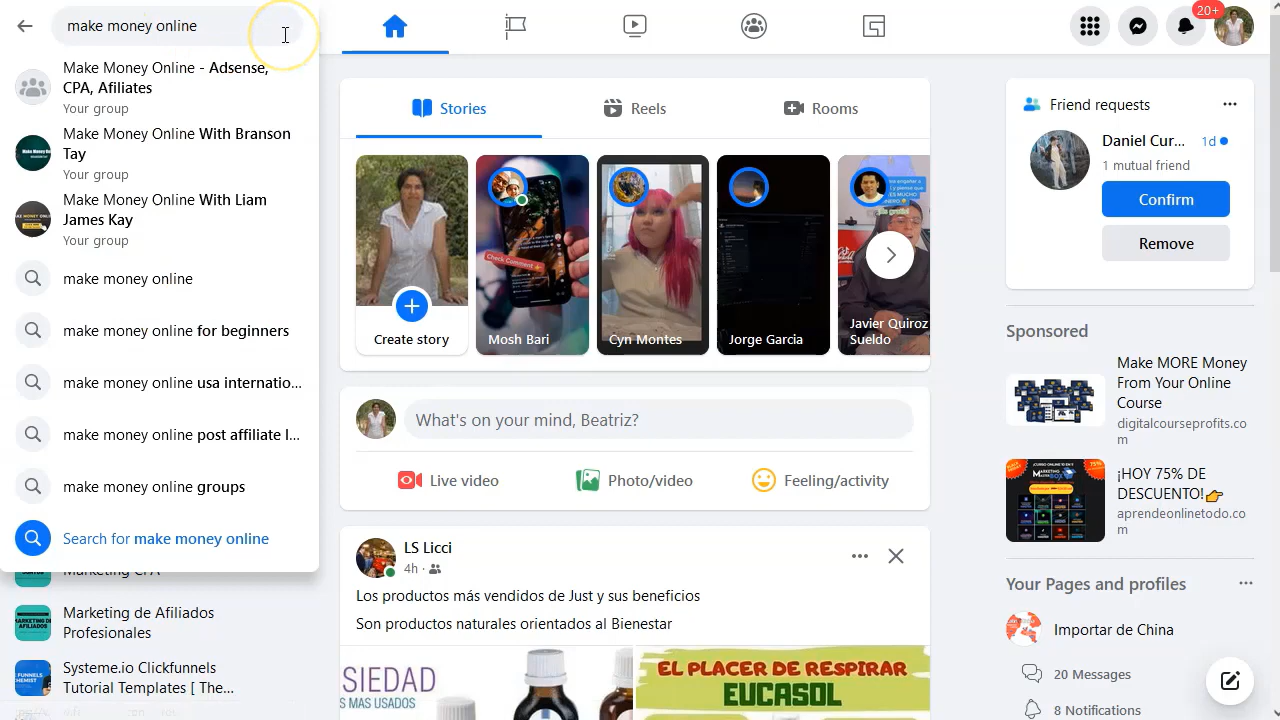 make money online
20+
Make Money Online - Adsense,
CPA, Afiliates
Your group
Make Money Online With Branson
Tay
Your group
Make Money Online With Liam
James Kay
Your group
make money online
make money online for beginners
make money online usa internatio...
make money online post affiliate l...
make money online groups
Search for make money online
Marketing CPA
Marketing de Afiliados
Profesionales
Systeme.io Clickfunnels
Tutorial Templates | The...
Stories
Reels
Rooms
Create story
Check Comment
Mosh Bari
Cyn Montes
Jorge Garcia
Javier Quiroz
Sueldo
What's on your mind, Beatriz?
Live video
Photo/video
Feeling/activity
LS Licci
4h
Los productos más vendidos de Just y sus beneficios
Son productos naturales orientados al Bienestar
SIEDAD
MAS USADOS
EL PLACER DE RESPIRAR
EUCASOL
Friend requests
Daniel Cur...
1d
1 mutual friend
Confirm
Remove
Sponsored
Make MORE Money
From Your Online
Course
digitalcourseprofits.co
m
¡HOY 75% DE
DESCUENTO!👉
aprendeonlinetodo.co
m
Your Pages and profiles
Importar de China
20 Messages
8 Notifications